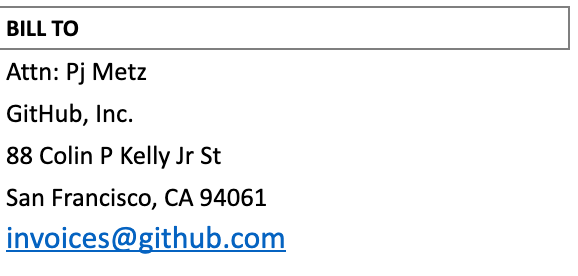 BILL TO
Attn: Pj Metz
GitHub, Inc.
88 Colin P Kelly Jr St
San Francisco, CA 94061
invoices@github.com